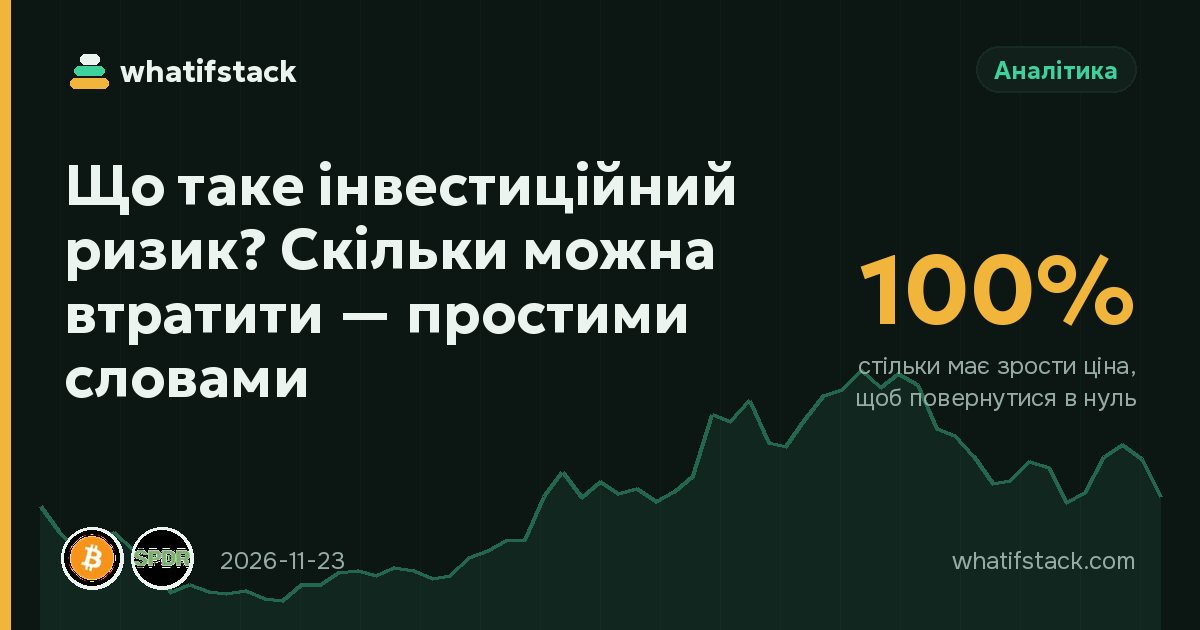 whatifstack
Аналітика
Що таке інвестиційний
ризик? Скільки можна
втратити — простими
словами
100%
стільки має зрости ціна,
щоб повернутися в нуль
SPDR
2026-11-23
whatifstack.com